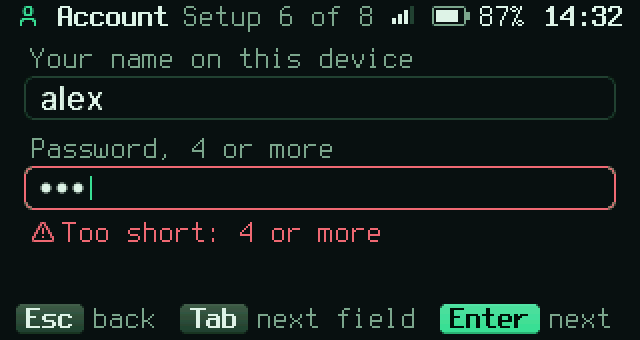 Account Setup 6 of 8 87% 14:32
Your name on this device
alex
Password, 4 or more
•••
Too short: 4 or more
Esc back Tab next field Enter next